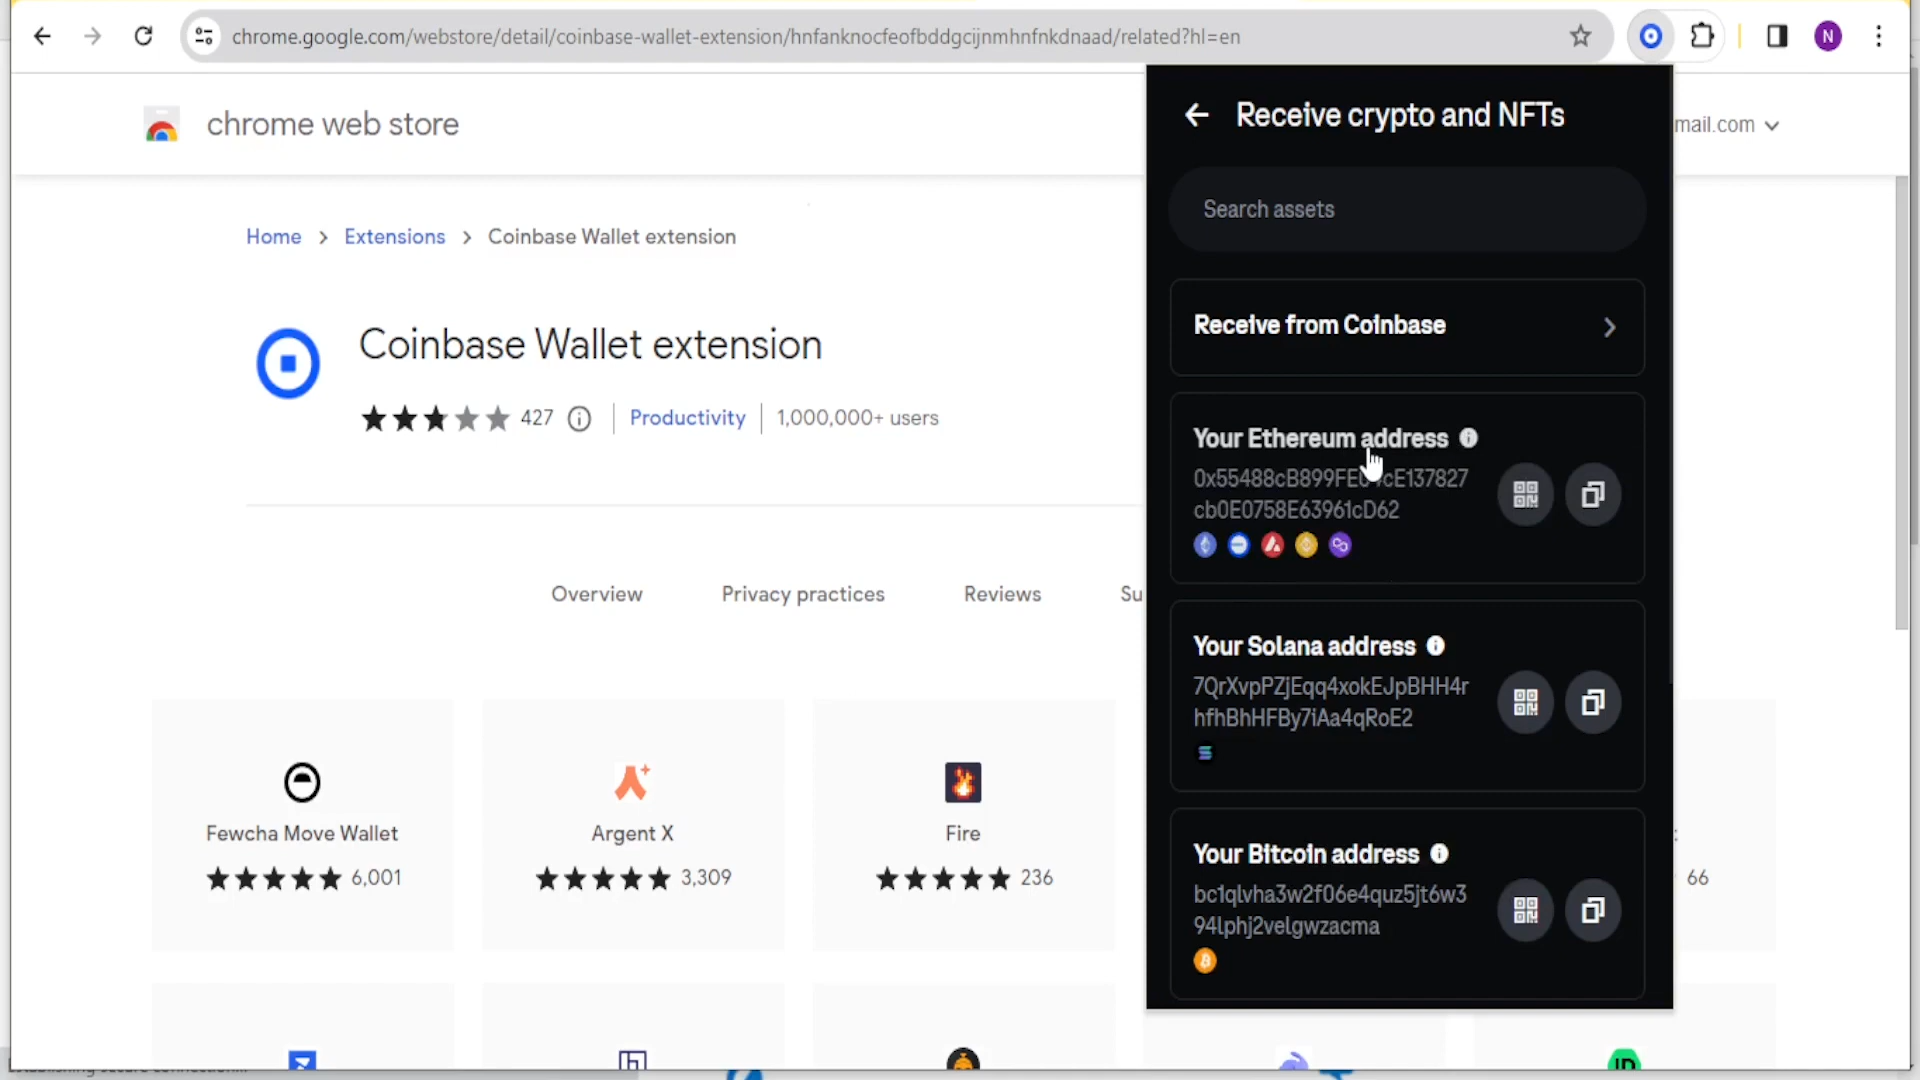 chrome.google.com/webstore/detail/coinbase-wallet-extension/hnfanknocfeofbddgcijnmhnfnkdnaad/related?hl=en
N
chrome web store
mail.com
Home > Extensions > Coinbase Wallet extension
Coinbase Wallet extension
427 Productivity 1,000,000+ users
Overview Privacy practices Reviews Su
Fewcha Move Wallet
6,001
Argent X
3,309
Fire
236
66
Receive crypto and NFTs
Search assets
Receive from Coinbase
Your Ethereum address
cb0E0758E63961cD62
Your Solana address
7QrXvpPZjEqq4xokEJpBHH4r
hfhBhHFBy7iAa4qRoE2
Your Bitcoin address
bc1qlvha3w2f06e4quz5jt6w3
94lphj2velgwzacma